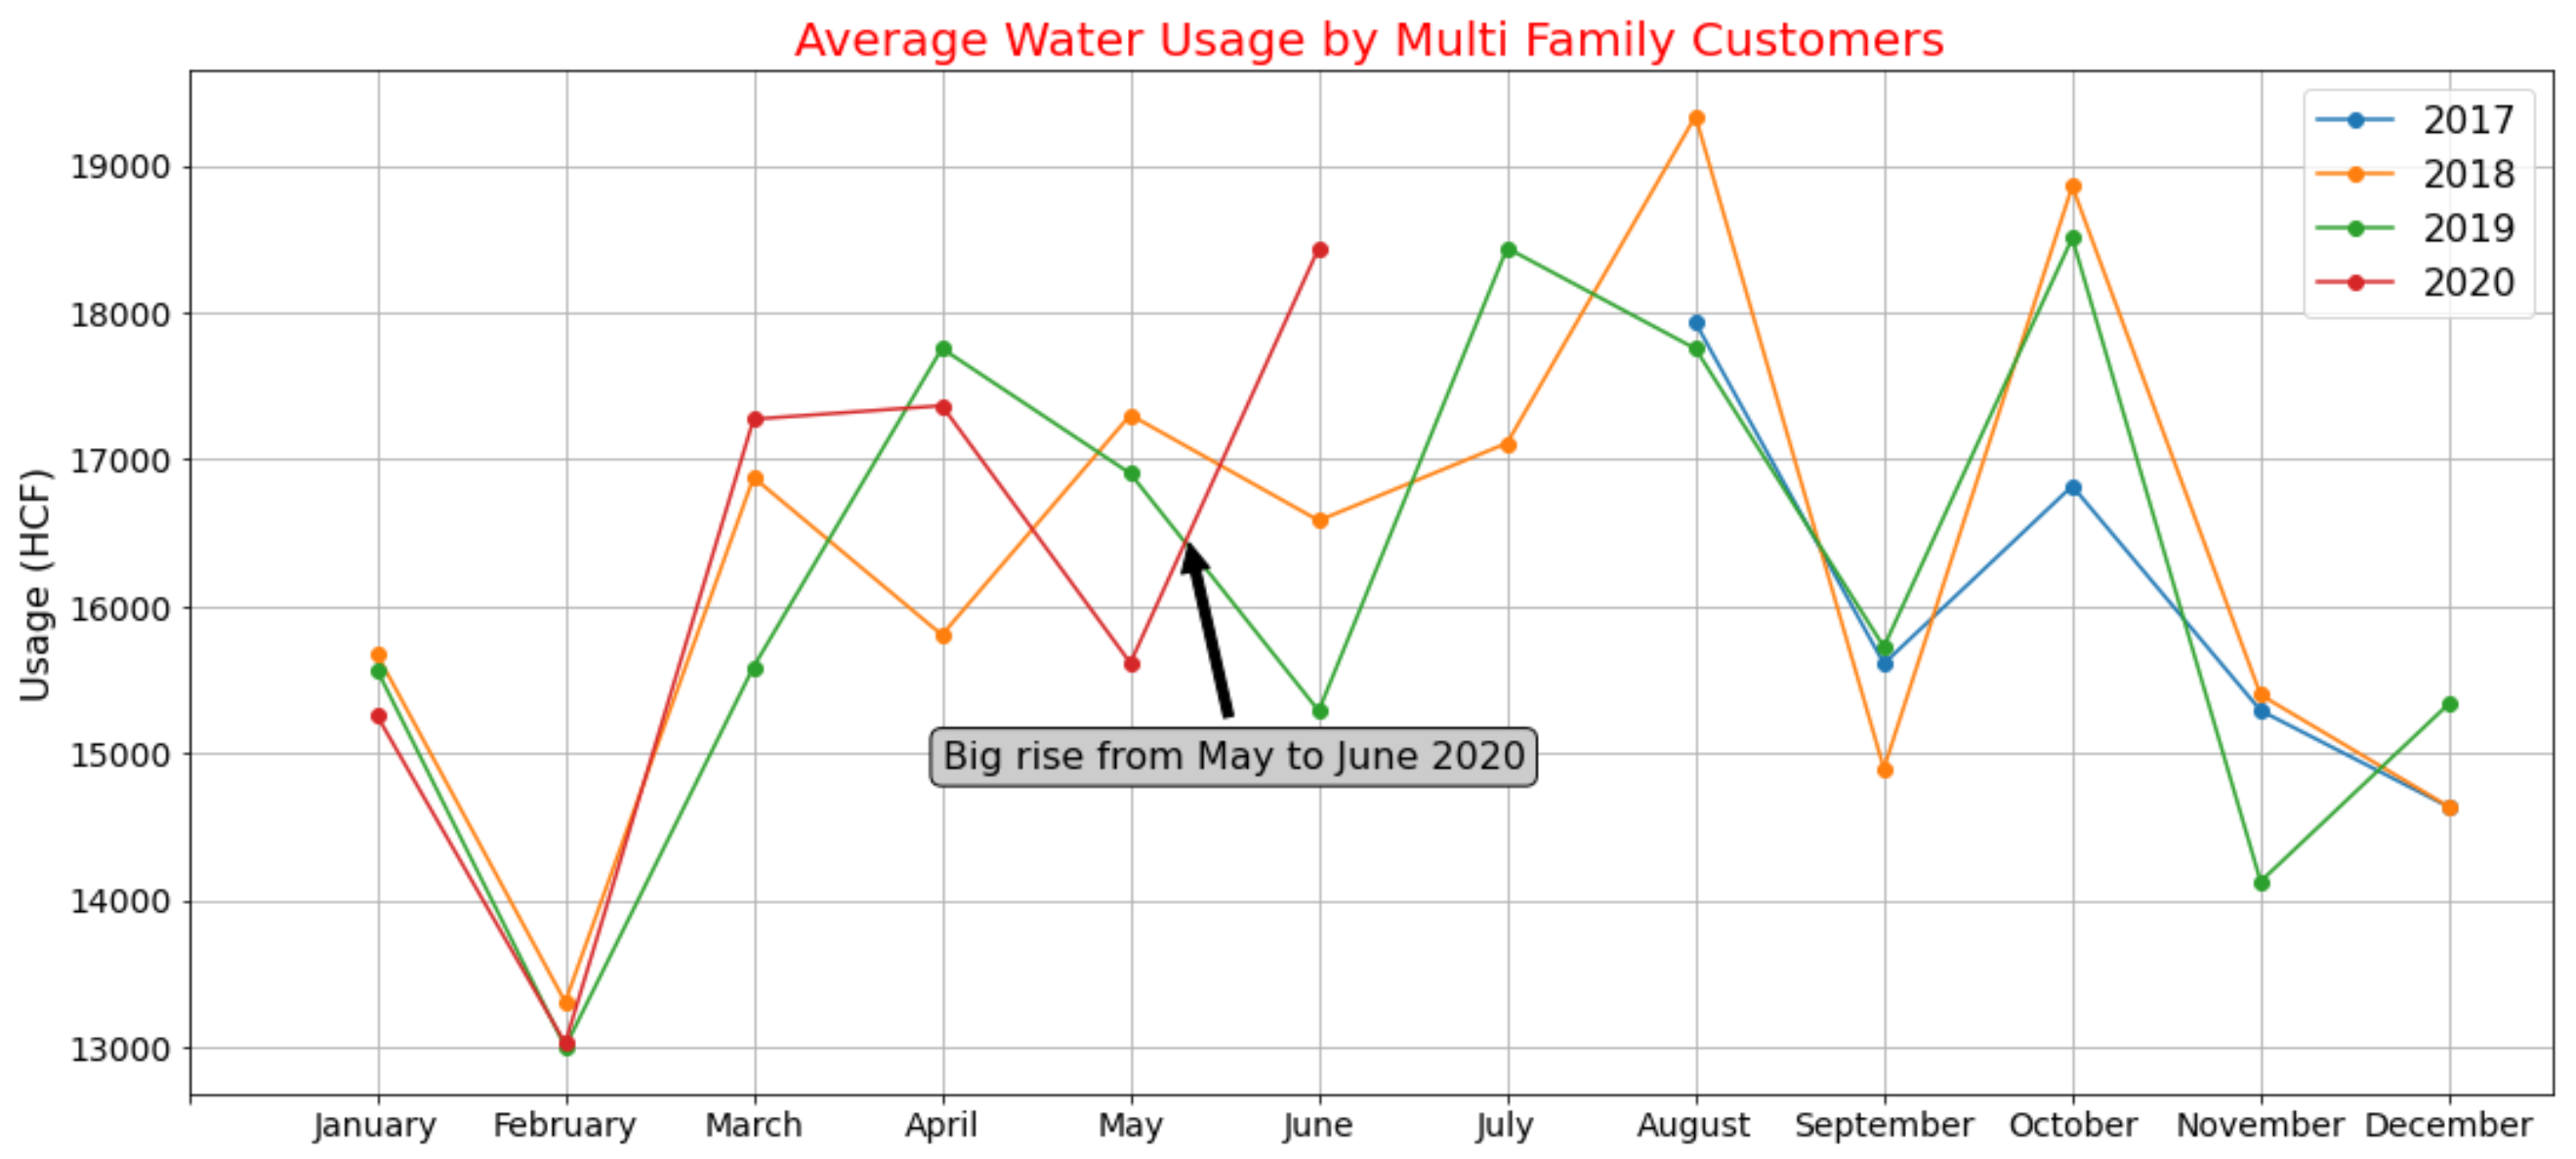 Average Water Usage by Multi Family Customers
2017
2018
2019
2020
19000
18000
17000
16000
15000
14000
13000
Usage (HCF)
Big rise from May to June 2020
January February March April May June July August September October November December